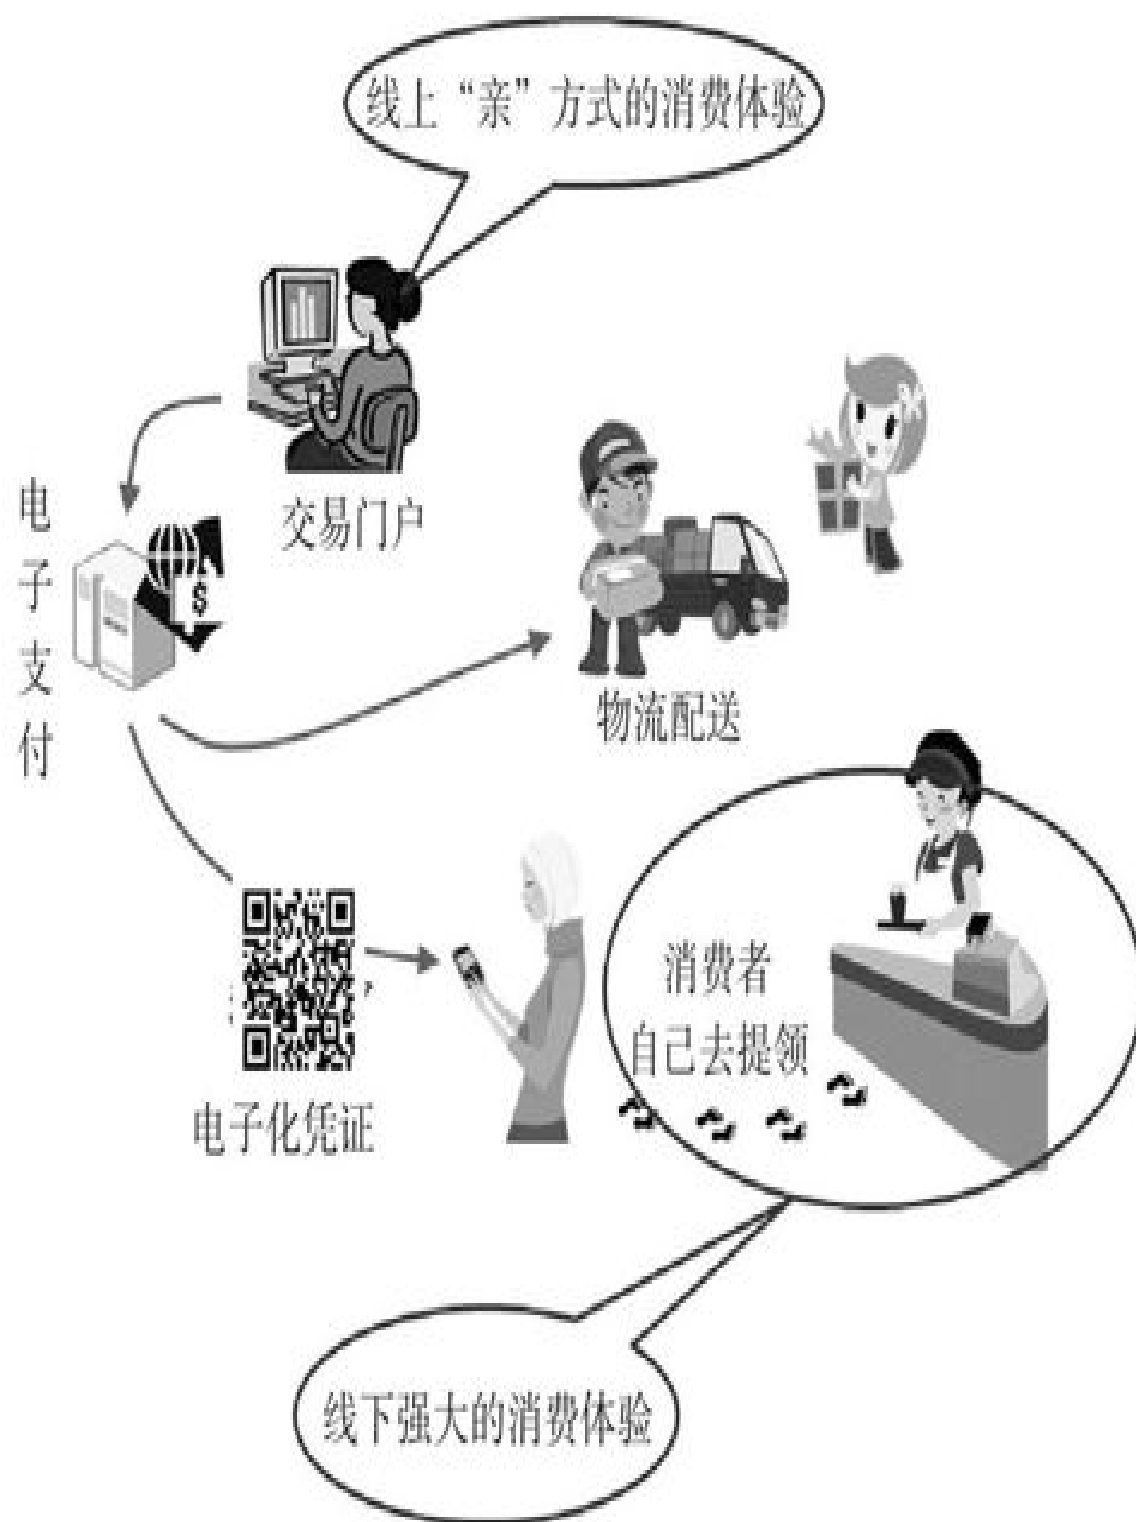 线上“亲”方式的消费体验
交易门户
电子支付
物流配送
消费者
自己去提领
电子化凭证
线下强大的消费体验